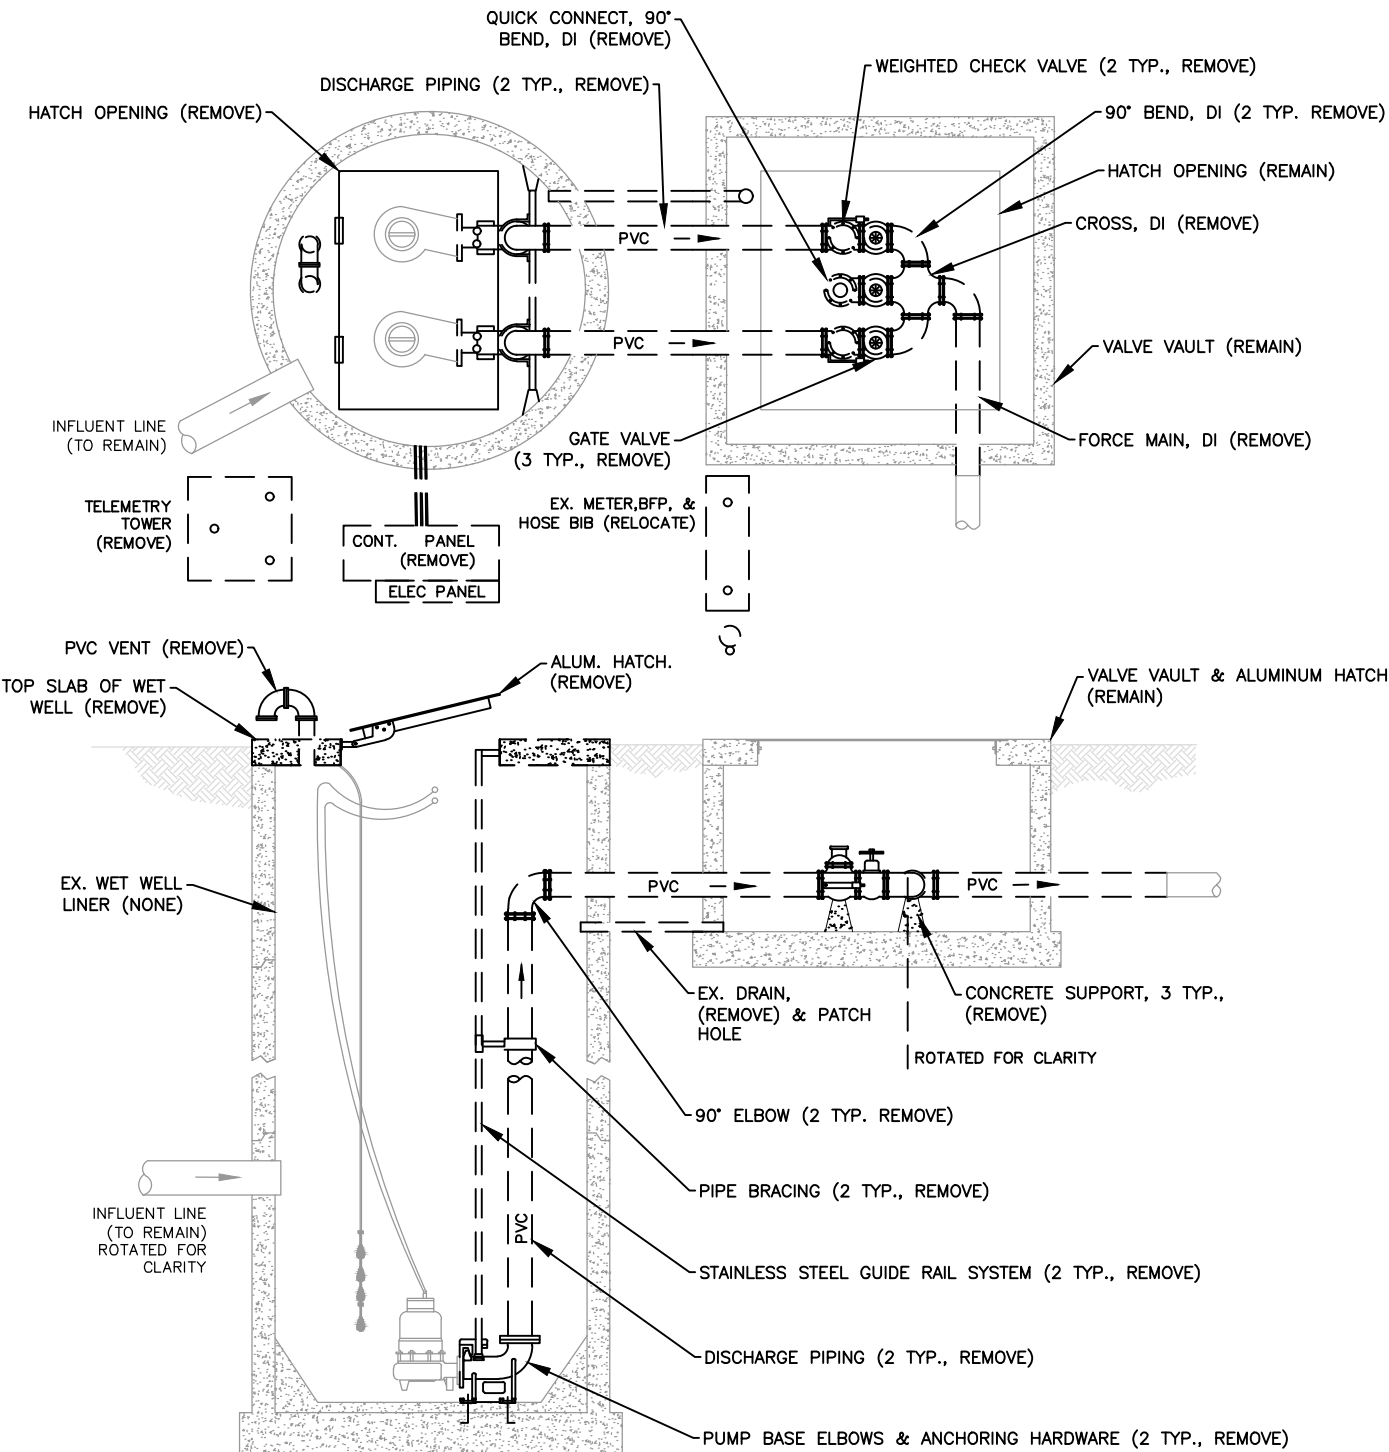 QUICK CONNECT, 90°
BEND, DI (REMOVE)
WEIGHTED CHECK VALVE (2 TYP., REMOVE)
DISCHARGE PIPING (2 TYP., REMOVE)
HATCH OPENING (REMOVE)
90° BEND, DI (2 TYP. REMOVE)
HATCH OPENING (REMAIN)
CROSS, DI (REMOVE)
PVC
PVC
VALVE VAULT (REMAIN)
INFLUENT LINE
(TO REMAIN)
GATE VALVE
(3 TYP., REMOVE)
FORCE MAIN, DI (REMOVE)
TELEMETRY
TOWER
(REMOVE)
EX. METER,BFP, &
HOSE BIB (RELOCATE)
CONT. PANEL
(REMOVE)
ELEC PANEL
PVC VENT (REMOVE)
ALUM. HATCH.
(REMOVE)
TOP SLAB OF WET
WELL (REMOVE)
VALVE VAULT & ALUMINUM HATCH
(REMAIN)
EX. WET WELL
LINER (NONE)
PVC
PVC
EX. DRAIN,
(REMOVE) & PATCH
HOLE
CONCRETE SUPPORT, 3 TYP.,
(REMOVE)
ROTATED FOR CLARITY
90° ELBOW (2 TYP. REMOVE)
PIPE BRACING (2 TYP., REMOVE)
INFLUENT LINE
(TO REMAIN)
ROTATED FOR
CLARITY
PVC
STAINLESS STEEL GUIDE RAIL SYSTEM (2 TYP., REMOVE)
DISCHARGE PIPING (2 TYP., REMOVE)
PUMP BASE ELBOWS & ANCHORING HARDWARE (2 TYP., REMOVE)